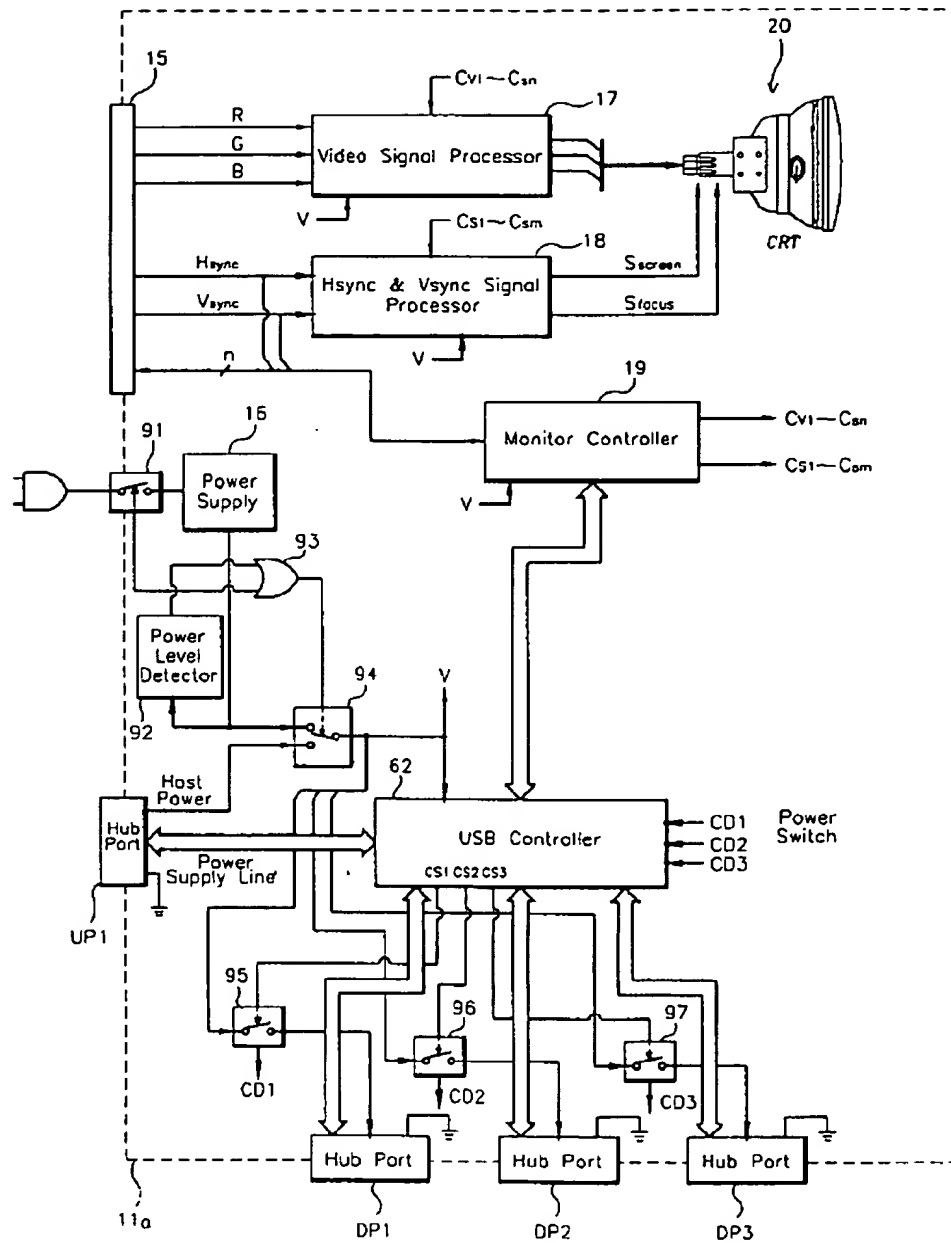 20
15
Cv1~Csn
17
R
G
B
Video Signal Processor
V
Cs1~Csm
18
CRT
Hsync
Vsync
Hsync & Vsync Signal
Processor
Sscreen
Sfocus
V
n
19
Monitor Controller
Cv1~Csn
Cs1~Csm
V
91
16
Power
Supply
93
Power
Level
Detector
92
94
V
Host
Power
62
Hub
Port
USB Controller
CD1
CD2
CD3
Power
Switch
Power
Supply Line
CS1 CS2 CS3
UP1
95
96
97
CD1
CD2
CD3
Hub Port
Hub Port
Hub Port
11a
DP1
DP2
DP3